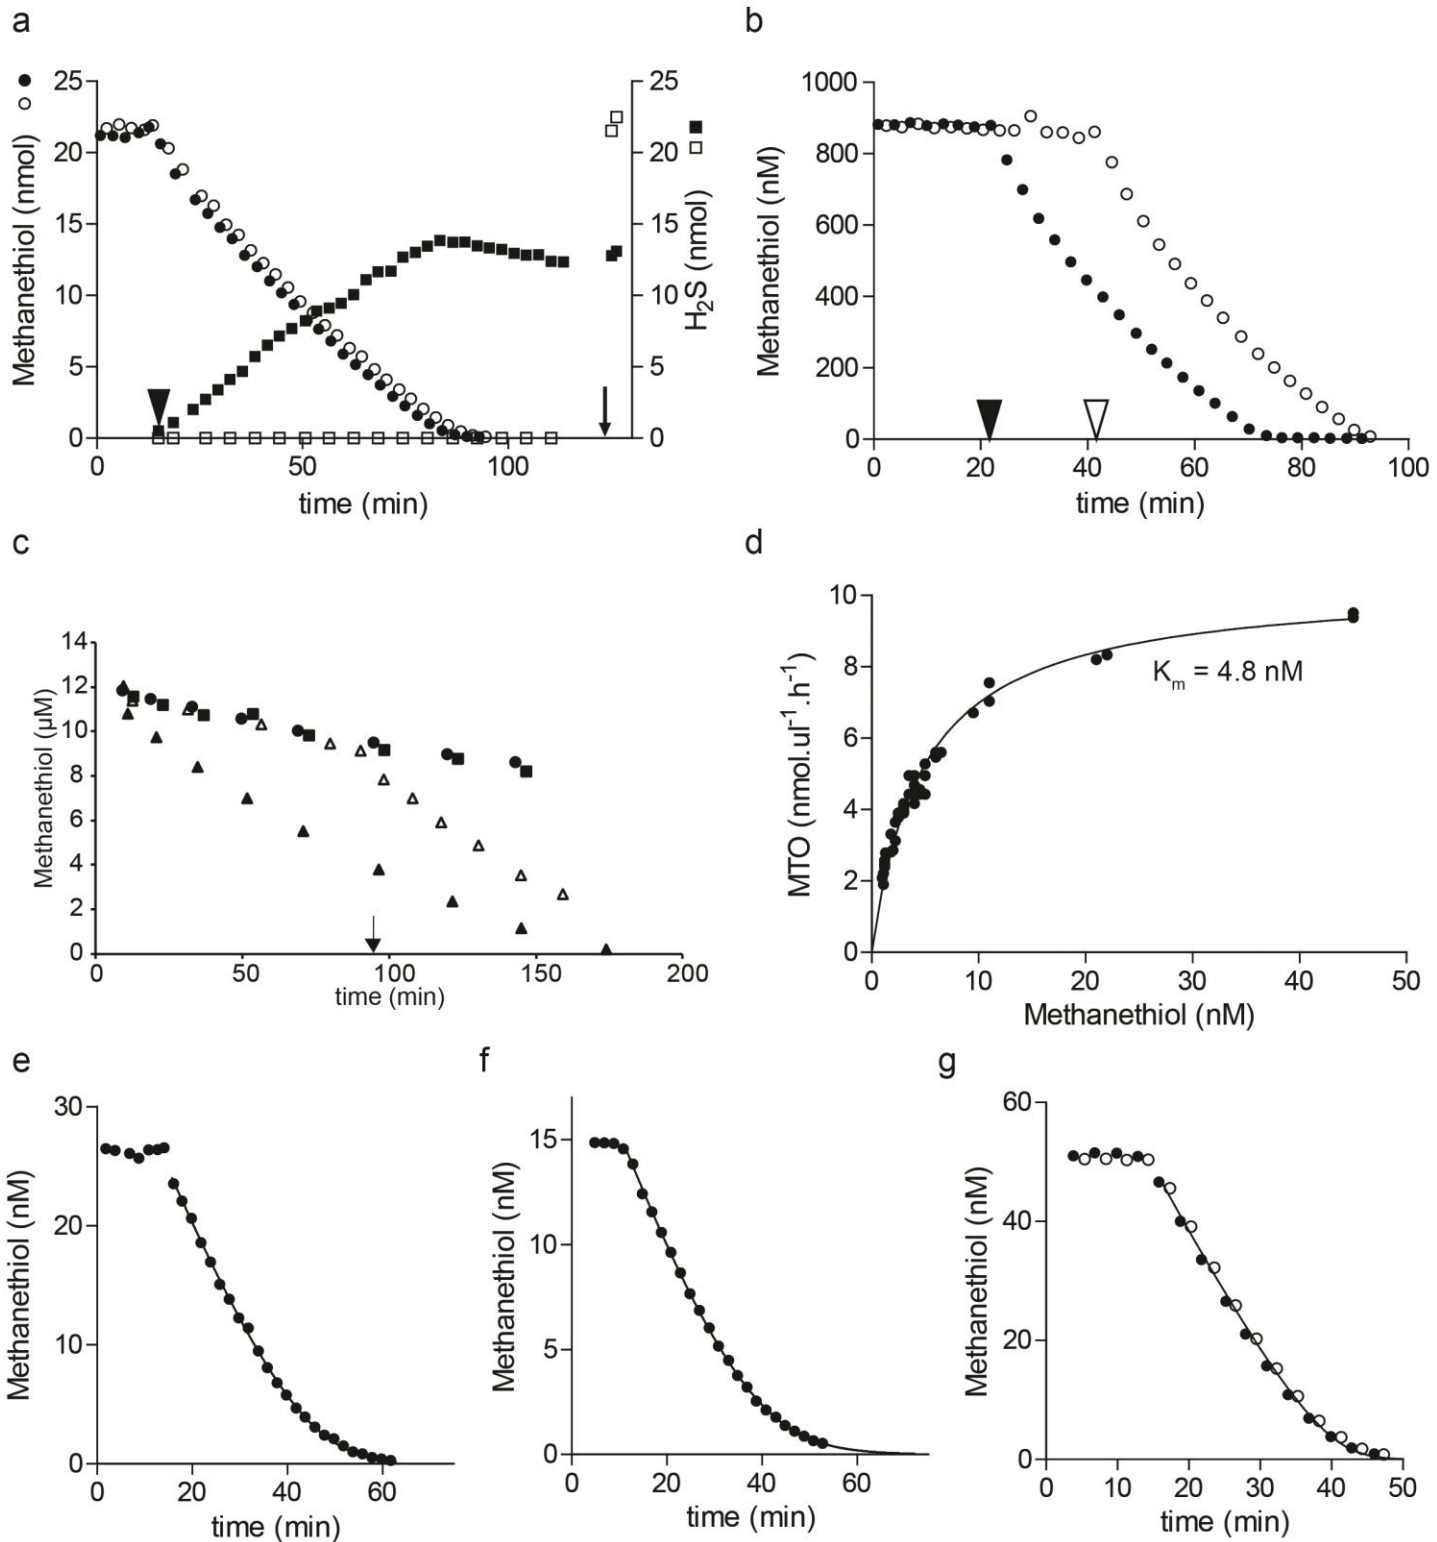 a
Methanethiol (nmol)
25
20
15
10
5
0
25
20
15
10
5
0
H₂S (nmol)
0 50 100
time (min)
b
Methanethiol (nM)
1000
800
600
400
200
0
0 20 40 60 80 100
time (min)
c
Methanethiol (µM)
14
12
10
8
6
4
2
0
0 50 100 150 200
time (min)
d
MTO (nmol.ul⁻¹.h⁻¹)
10
8
6
4
2
0
Kₘ = 4.8 nM
0 10 20 30 40 50
Methanethiol (nM)
e
Methanethiol (nM)
30
20
10
0
0 20 40 60
time (min)
f
Methanethiol (nM)
15
10
5
0
0 20 40 60
time (min)
g
Methanethiol (nM)
60
40
20
0
0 10 20 30 40 50
time (min)